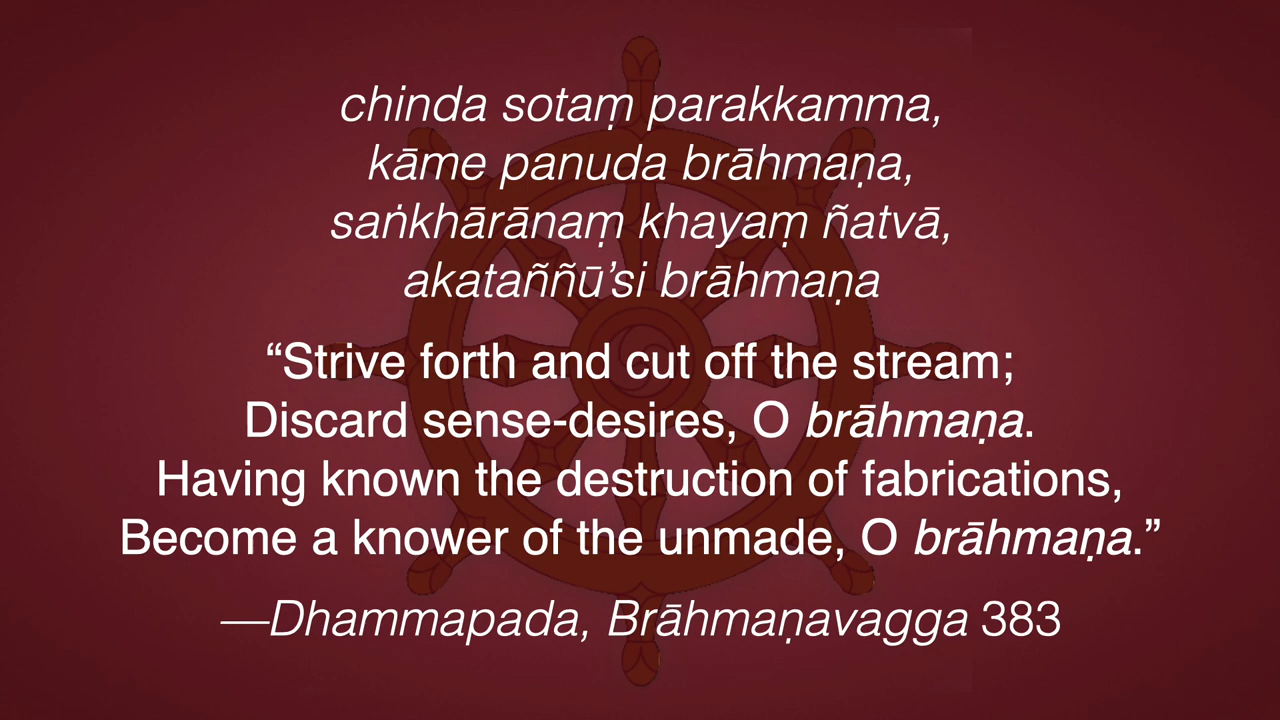 chinda sotaṃ parakkamma,
kāme panuda brāhmaṇa,
saṅkhārānaṃ khayaṃ ñatvā,
akataññū’si brāhmaṇa
“Strive forth and cut off the stream;
Discard sense-desires, O brāhmaṇa.
Having known the destruction of fabrications,
Become a knower of the unmade, O brāhmaṇa.”
—Dhammapada, Brāhmaṇavagga 383